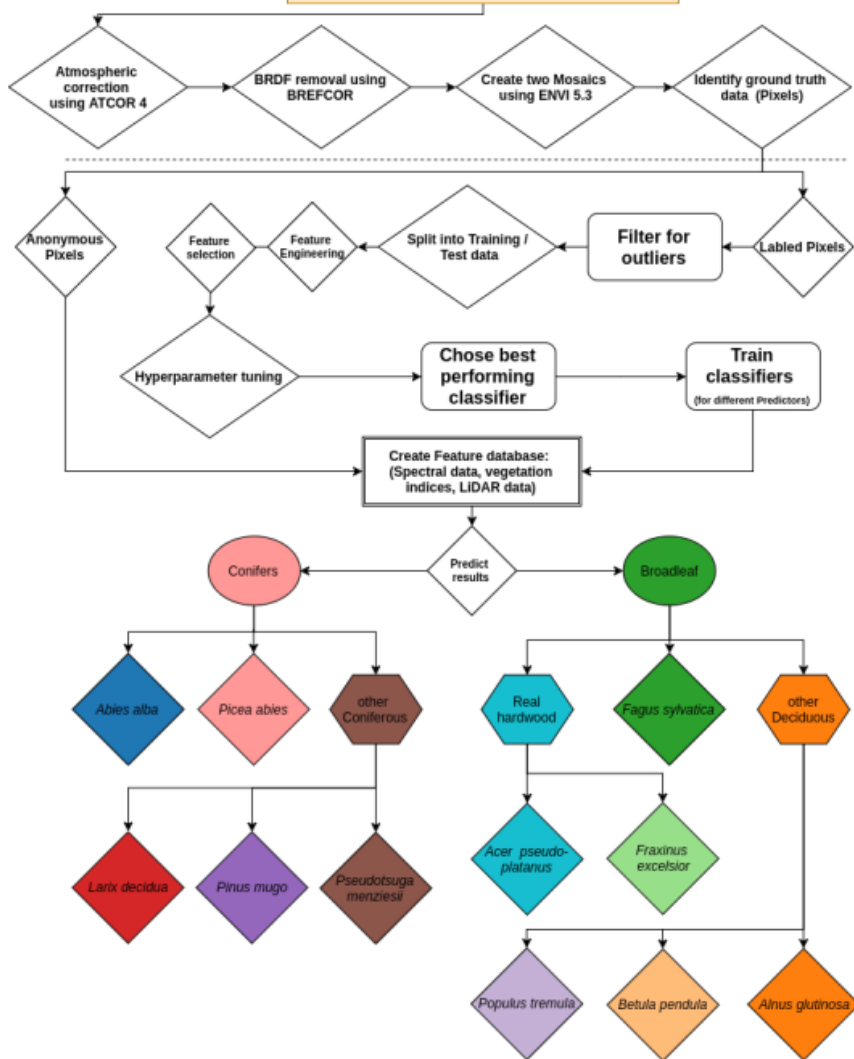 Atmospheric
correction
using ATCOR 4
BRDF removal using
BREFCOR
Create two Mosaics
using ENVI 5.3
Identify ground truth
data (Pixels)
Anonymous
Pixels
Feature
selection
Feature
Engineering
Split into Training /
Test data
Filter for
outliers
Labled Pixels
Hyperparameter tuning
Chose best
performing
classifier
Train
classifiers
(for different Predictors)
Create Feature database:
(Spectral data, vegetation
indices, LiDAR data)
Conifers
Predict
results
Broadleaf
Abies alba
Picea abies
other
Coniferous
Real
hardwood
Fagus sylvatica
other
Deciduous
Larix decidua
Pinus mugo
Pseudotsuga
menziesii
Acer pseudo-
platanus
Fraxinus
excelsior
Populus tremula
Betula pendula
Alnus glutinosa